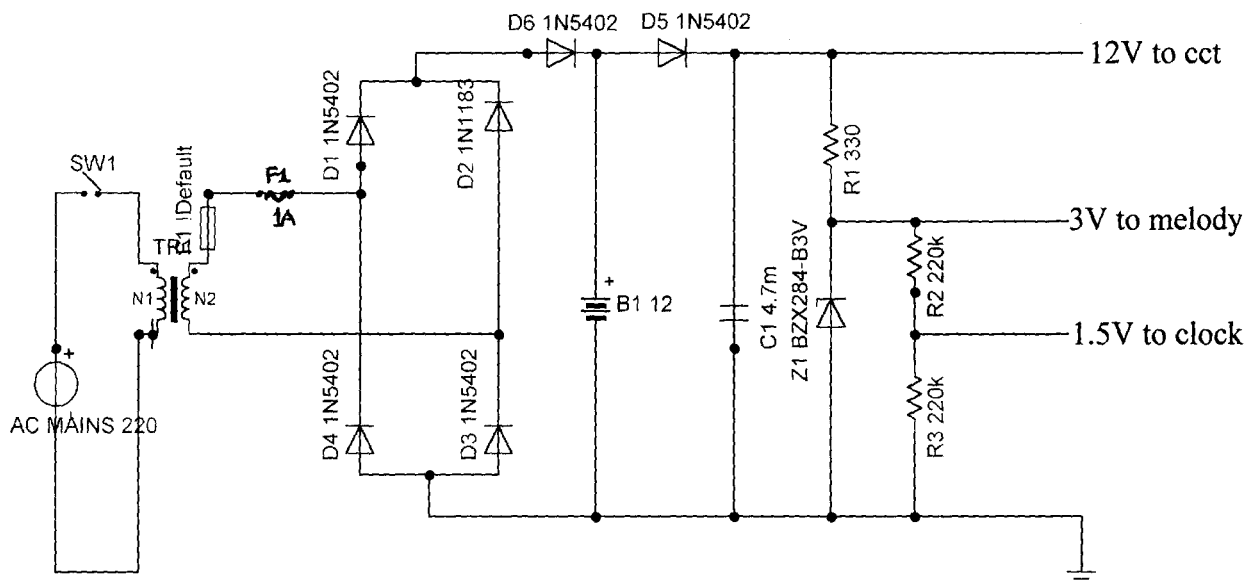 D6 1N5402 D5 1N5402
12V to cct
D1 1N5402
D2 1N1183
R1 330
SW1
!Default
F1
1A
3V to melody
TR1
N1 N2
R2 220k
B1 12
C1 4.7m
Z1 BZX284-B3V
1.5V to clock
+
+
AC MAINS 220
D4 1N5402
D3 1N5402
R3 220k